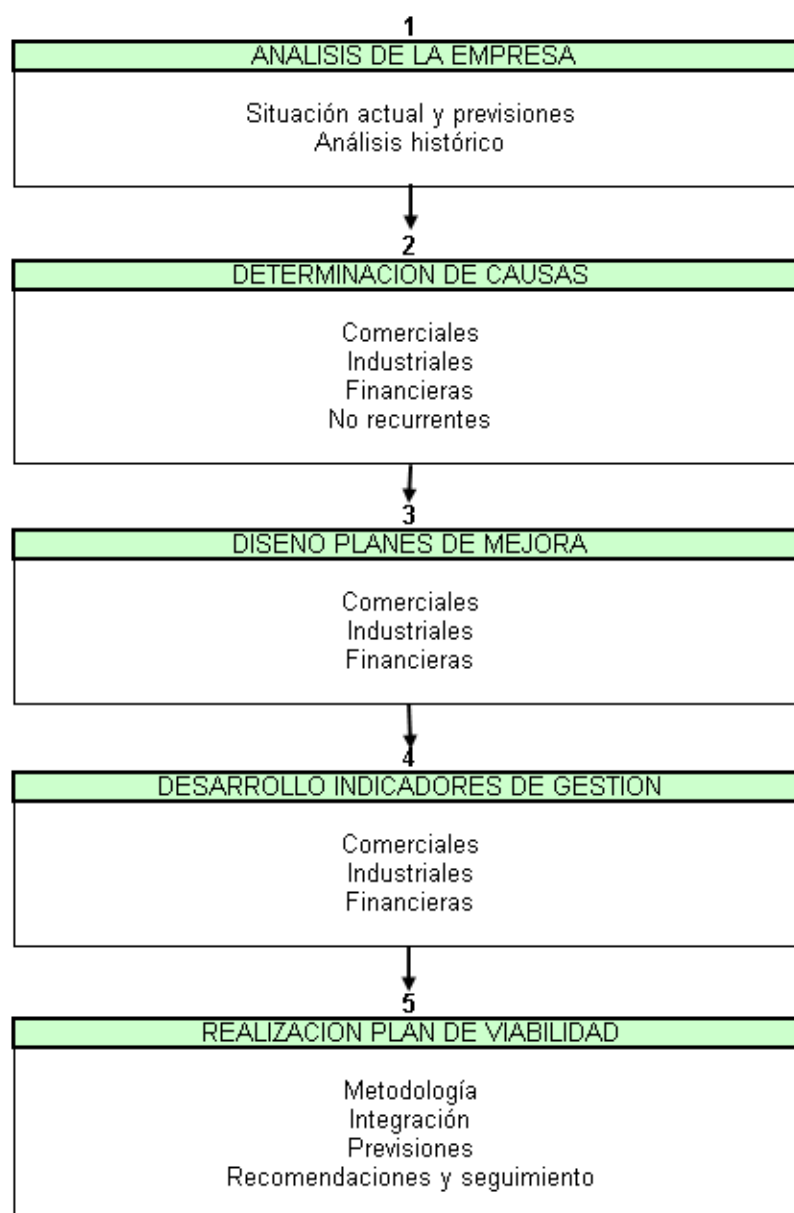 1
ANALISIS DE LA EMPRESA
Situación actual y previsiones
Análisis histórico
2
DETERMINACION DE CAUSAS
Comerciales
Industriales
Financieras
No recurrentes
3
DISENO PLANES DE MEJORA
Comerciales
Industriales
Financieras
4
DESARROLLO INDICADORES DE GESTION
Comerciales
Industriales
Financieras
5
REALIZACION PLAN DE VIABILIDAD
Metodología
Integración
Previsiones
Recomendaciones y seguimiento